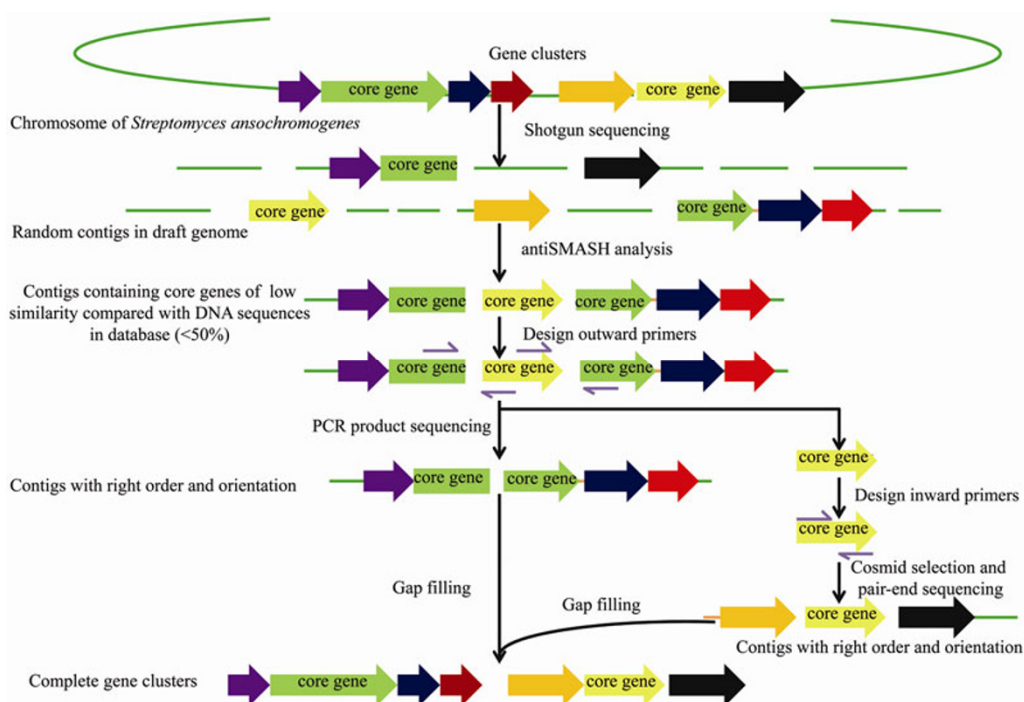 Gene clusters
core gene
core gene
Chromosome of Streptomyces ansochromogenes
Shotgun sequencing
core gene
core gene
core gene
Random contigs in draft genome
antiSMASH analysis
Contigs containing core genes of low
similarity compared with DNA sequences
in database (<50%)
core gene
core gene
core gene
Design outward primers
core gene
core gene
core gene
PCR product sequencing
core gene
Contigs with right order and orientation
core gene
core gene
Design inward primers
core gene
Cosmid selection and
pair-end sequencing
Gap filling
Gap filling
core gene
Contigs with right order and orientation
Complete gene clusters
core gene
core gene